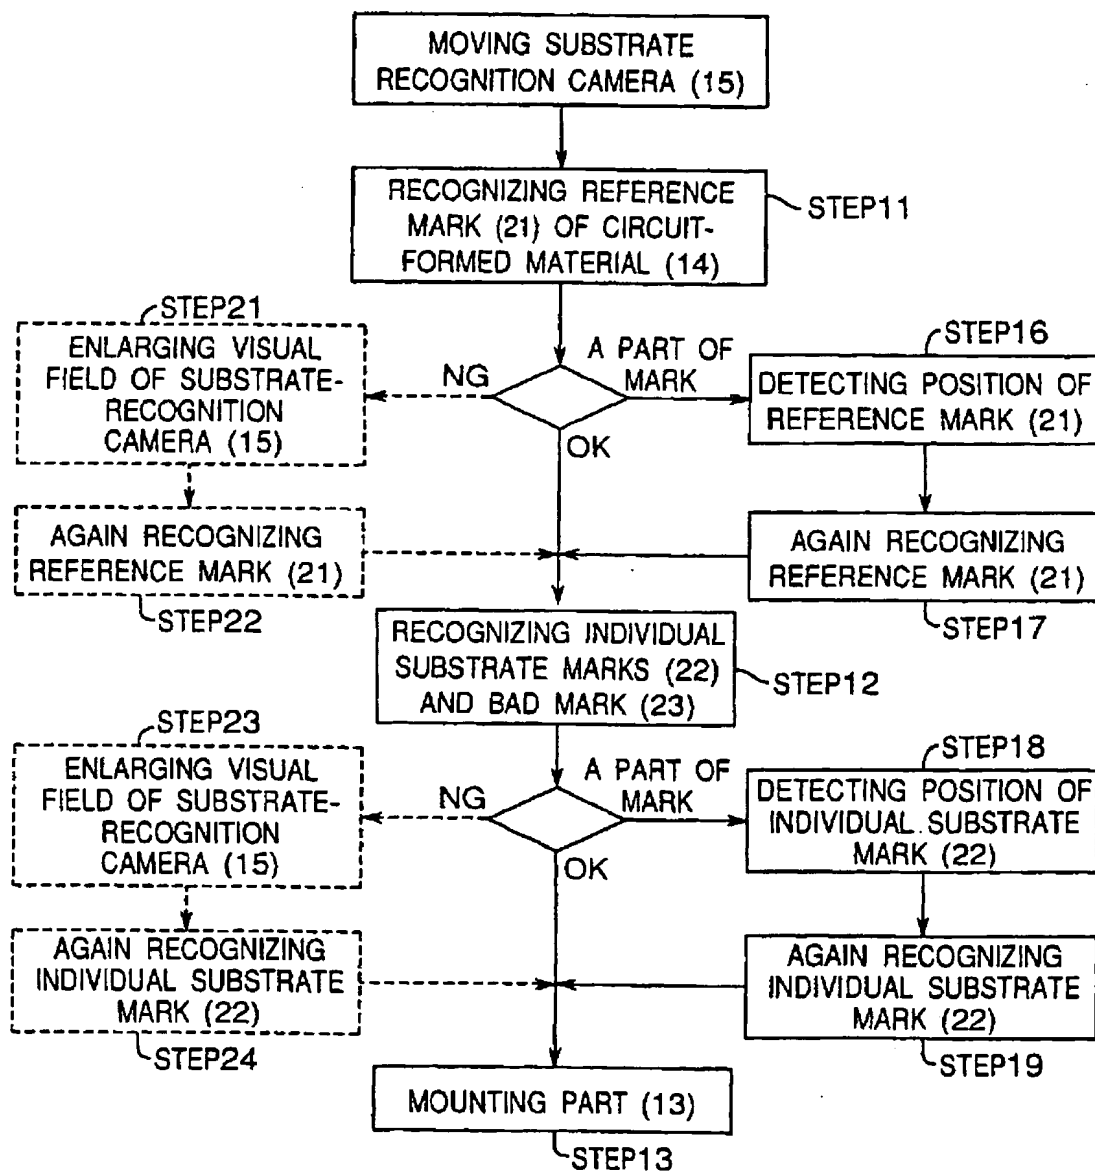 MOVING SUBSTRATE
RECOGNITION CAMERA (15)
RECOGNIZING REFERENCE
MARK (21) OF CIRCUIT-
FORMED MATERIAL (14)
STEP11
STEP21
ENLARGING VISUAL
FIELD OF SUBSTRATE-
RECOGNITION
CAMERA (15)
NG
A PART OF
MARK
OK
STEP16
DETECTING POSITION OF
REFERENCE MARK (21)
AGAIN RECOGNIZING
REFERENCE MARK (21)
STEP22
AGAIN RECOGNIZING
REFERENCE MARK (21)
STEP17
RECOGNIZING INDIVIDUAL
SUBSTRATE MARKS (22)
AND BAD MARK (23)
STEP12
STEP23
ENLARGING VISUAL
FIELD OF SUBSTRATE-
RECOGNITION
CAMERA (15)
NG
A PART OF
MARK
OK
STEP18
DETECTING POSITION OF
INDIVIDUAL SUBSTRATE
MARK (22)
AGAIN RECOGNIZING
INDIVIDUAL SUBSTRATE
MARK (22)
STEP24
AGAIN RECOGNIZING
INDIVIDUAL SUBSTRATE
MARK (22)
STEP19
MOUNTING PART (13)
STEP13